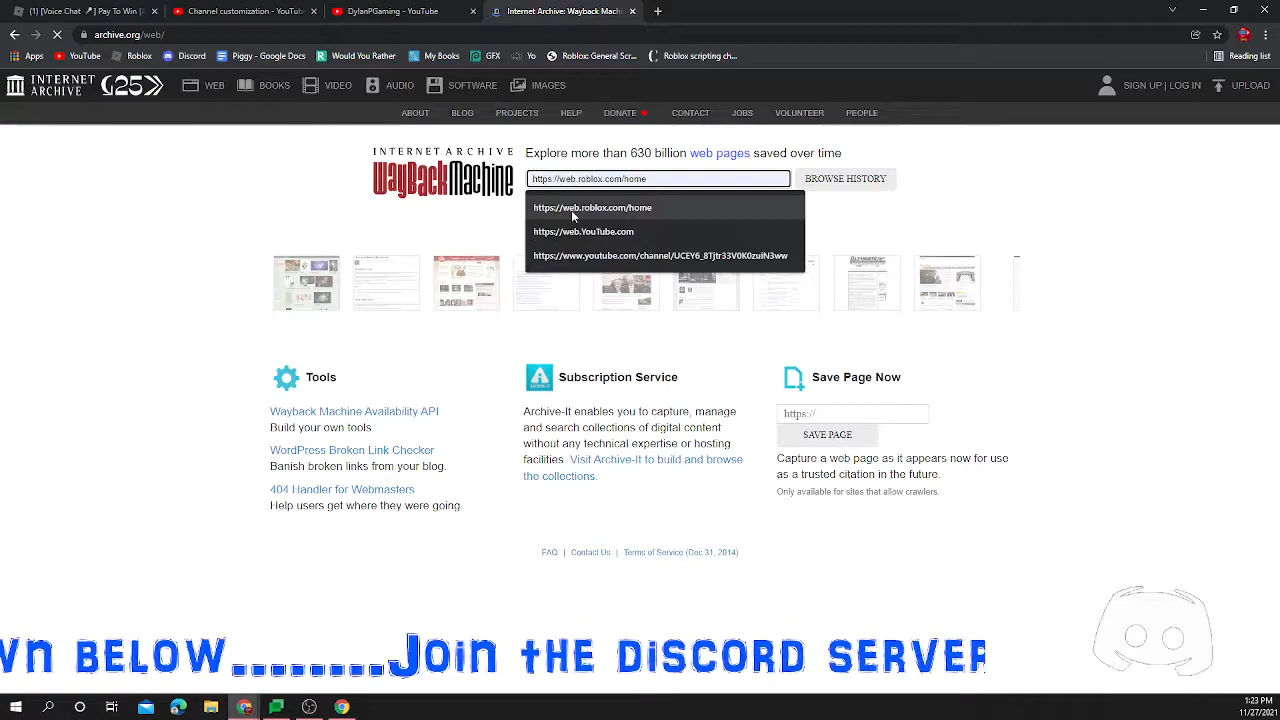 {1} [Voice Chat 🎤] Pay To Win [
Channel customization - YouTube
DylanPGaming - YouTube
Internet Archive: Wayback Machin
archive.org/web/
Apps YouTube Roblox Discord Piggy - Google Docs Would You Rather My Books GFX Yo Roblox General Scr... Roblox scripting ch... Reading list
INTERNET ARCHIVE 25 WEB BOOKS VIDEO AUDIO SOFTWARE IMAGES SIGN UP | LOG IN UPLOAD
ABOUT BLOG PROJECTS HELP DONATE CONTACT JOBS VOLUNTEER PEOPLE
INTERNET ARCHIVE
WayBackMachine
Explore more than 630 billion web pages saved over time
https://web.roblox.com/home BROWSE HISTORY
https://web.roblox.com/home
https://web.YouTube.com
Tools
Wayback Machine Availability API
Build your own tools.
WordPress Broken Link Checker
Banish broken links from your blog.
404 Handler for Webmasters
Help users get where they were going
Subscription Service
Archive-It enables you to capture, manage
and search collections of digital content
without any technical expertise or hosting
facilities. Visit Archive-It to build and browse
the collections.
Save Page Now
https://
SAVE PAGE
Capture a web page as it appears now for use
as a trusted citation in the future.
Only available for sites that allow crawlers.
FAQ | Contact Us | Terms of Service (Dec 31, 2014)
wn BELOW........Join the DISCORD SERVER
1:23 PM
11/27/2021